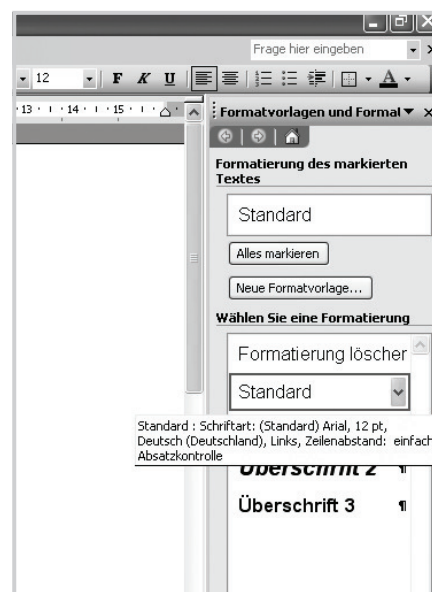 Frage hier eingeben
12 F K U A
13 14 15
Formatvorlagen und Format
Formatierung des markierten
Textes
Standard
Alles markieren
Neue Formatvorlage...
Wählen Sie eine Formatierung
Formatierung löscher
Standard
Standard : Schriftart: (Standard) Arial, 12 pt,
Deutsch (Deutschland), Links, Zeilenabstand: einfach
Absatzkontrolle
Überschrift 2 ¶
Überschrift 3 ¶